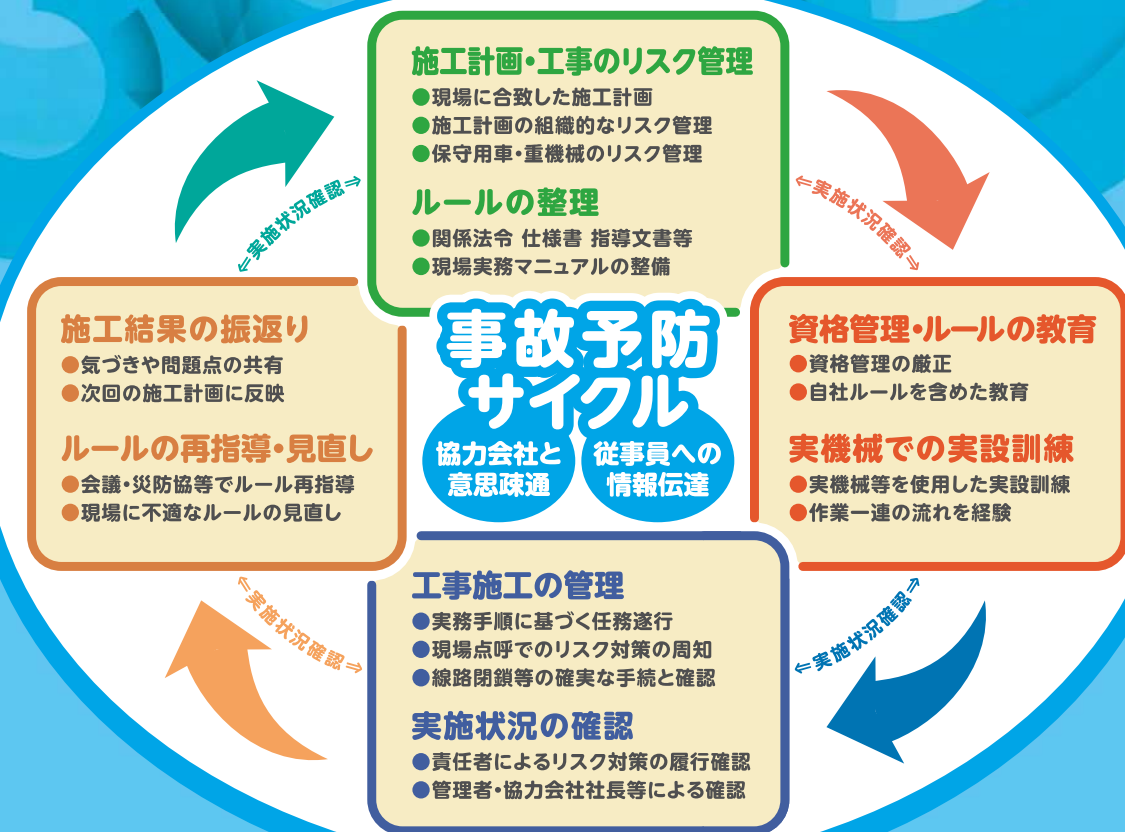 施工計画・工事のリスク管理
●現場に合致した施工計画
●施工計画の組織的なリスク管理
●保守用車・重機械のリスク管理
ルールの整理
●関係法令 仕様書 指導文書等
●現場実務マニュアルの整備
⇐実施状況確認⇒
⇐実施状況確認⇒
施工結果の振返り
●気づきや問題点の共有
●次回の施工計画に反映
ルールの再指導・見直し
●会議・災防協等でルール再指導
●現場に不適なルールの見直し
事故予防
サイクル
協力会社と
意思疎通
従事員への
情報伝達
資格管理・ルールの教育
●資格管理の厳正
●自社ルールを含めた教育
実機械での実設訓練
●実機械等を使用した実設訓練
●作業一連の流れを経験
⇐実施状況確認⇒
⇐実施状況確認⇒
工事施工の管理
●実務手順に基づく任務遂行
●現場点呼でのリスク対策の周知
●線路閉鎖等の確実な手続と確認
実施状況の確認
●責任者によるリスク対策の履行確認
●管理者・協力会社社長等による確認